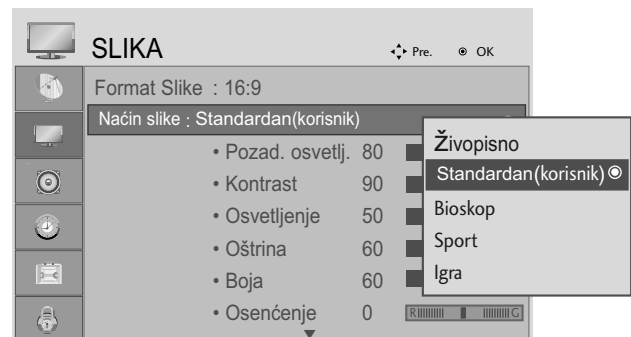 SLIKA Pre. OK
Format Slike : 16:9
Naćin slike : Standardan(korisnik)
• Pozad. osvetlj. 80
• Kontrast 90
• Osvetljenje 50
• Oštrina 60
• Boja 60
• Osenćenje 0 R G
Živopisno
Standardan(korisnik)
Bioskop
Sport
Igra